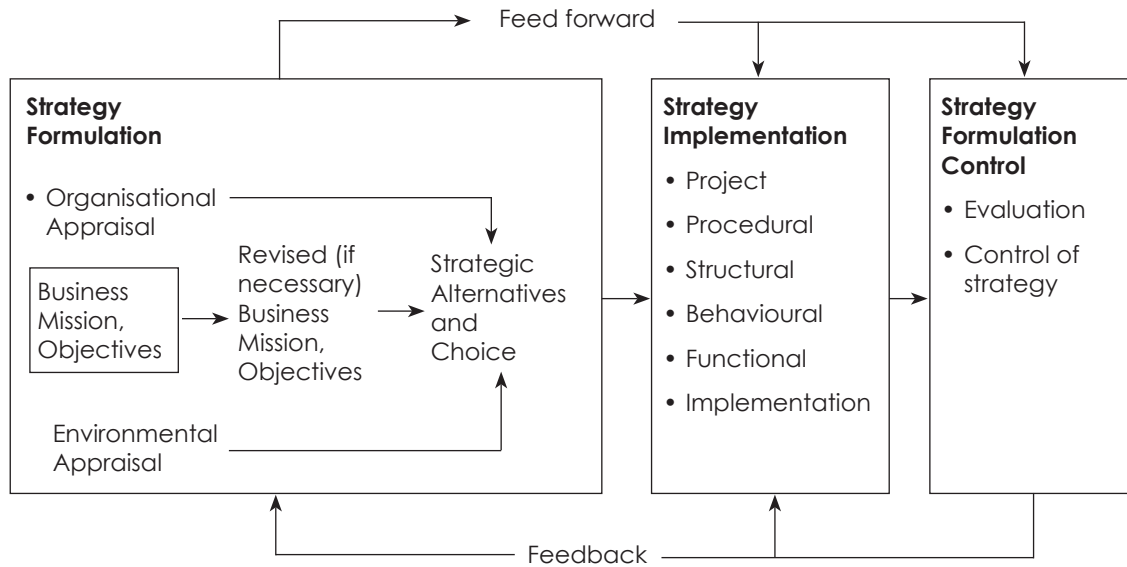 Feed forward
Strategy
Formulation
• Organisational
Appraisal
Business
Mission,
Objectives
Revised (if
necessary)
Business
Mission,
Objectives
Strategic
Alternatives
and
Choice
Environmental
Appraisal
Strategy
Implementation
• Project
• Procedural
• Structural
• Behavioural
• Functional
• Implementation
Strategy
Formulation
Control
• Evaluation
• Control of
strategy
Feedback